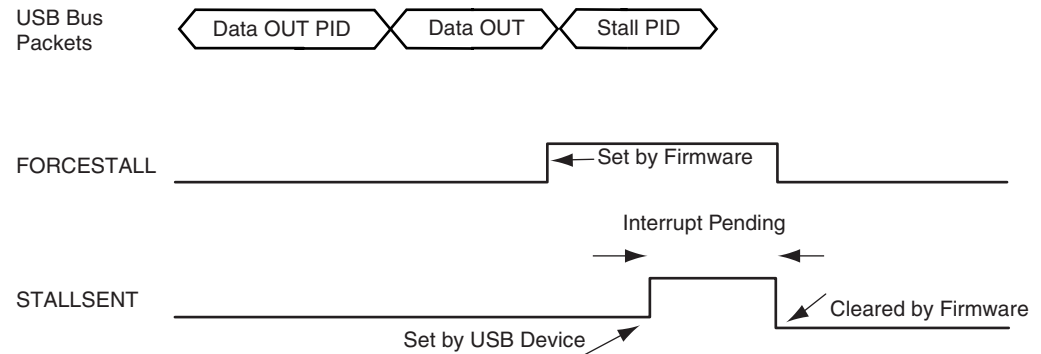 USB Bus
Packets
Data OUT PID
Data OUT
Stall PID
FORCESTALL
Set by Firmware
Interrupt Pending
STALLSENT
Cleared by Firmware
Set by USB Device